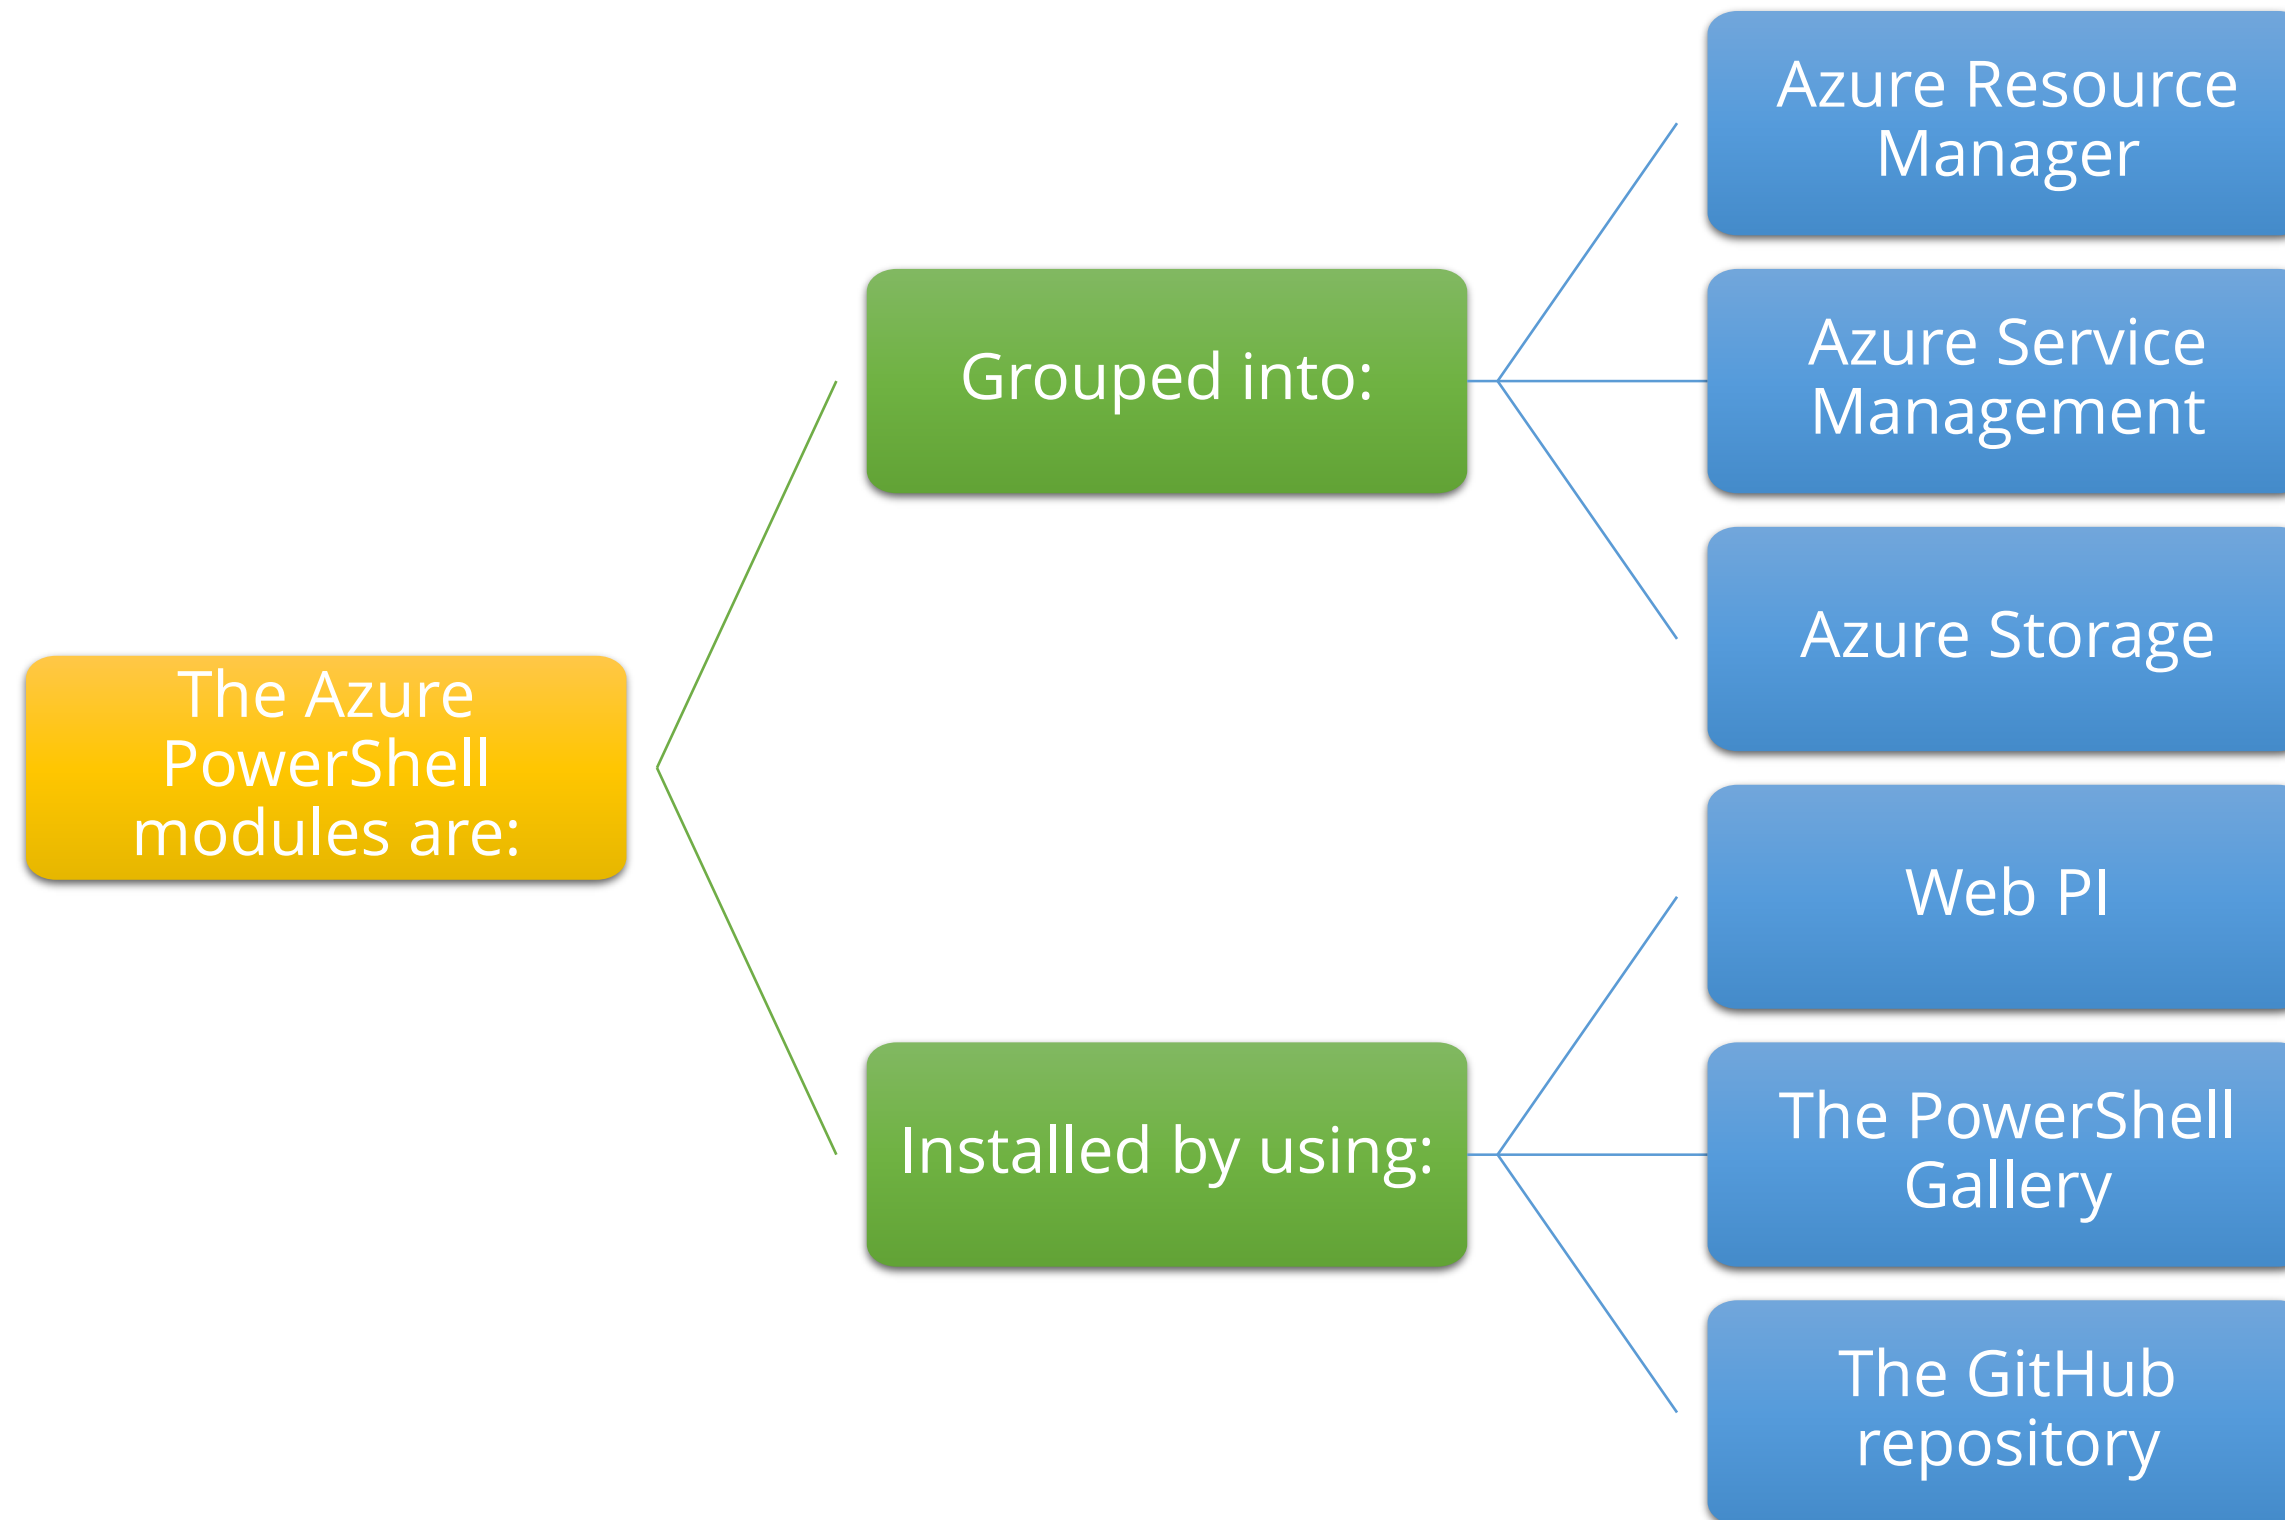 The Azure
PowerShell
modules are:
Grouped into:
Azure Resource
Manager
Azure Service
Management
Azure Storage
Installed by using:
Web PI
The PowerShell
Gallery
The GitHub
repository